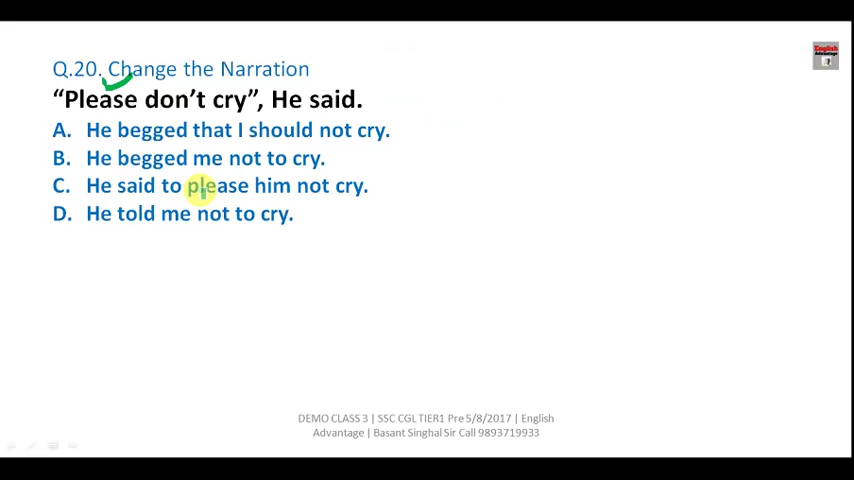 English
Advantage
Q.20. Change the Narration
“Please don’t cry”, He said.
A. He begged that I should not cry.
B. He begged me not to cry.
C. He said to please him not cry.
D. He told me not to cry.
DEMO CLASS 3 | SSC CGL TIER1 Pre 5/8/2017 | English
Advantage | Basant Singhal Sir Call 9893719933